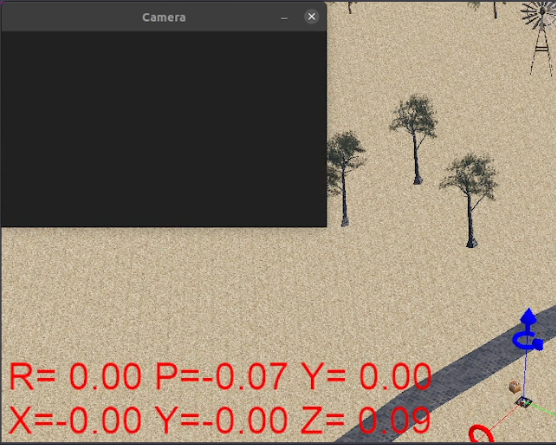 Camera
R= 0.00 P=-0.07 Y= 0.00
X=-0.00 Y=-0.00 Z= 0.09